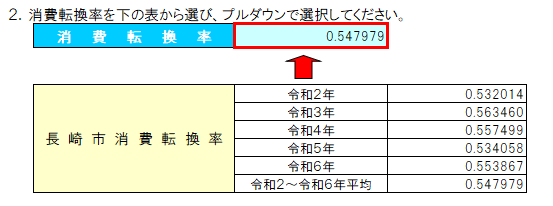 2. 消費転換率を下の表から選び、プルダウンで選択してください。
消費転換率 0.547979
令和2年 0.532014
令和3年 0.563460
令和4年 0.557499
長崎市消費転換率
令和5年 0.534058
令和6年 0.553867
令和2～令和6年平均 0.547979